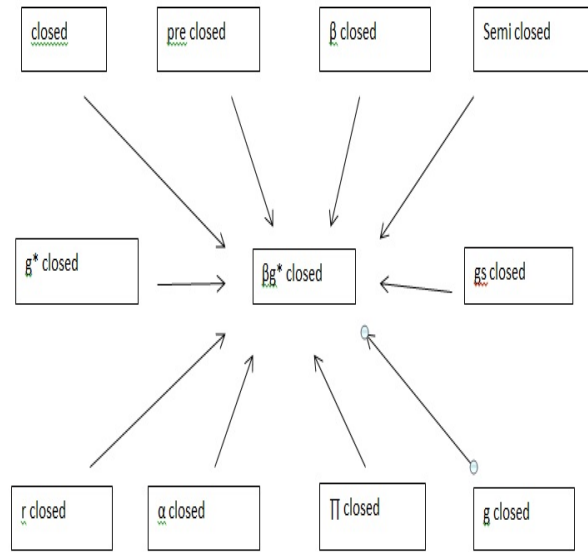 closed
pre closed
β closed
Semi closed
g* closed
βg* closed
gs closed
r closed
α closed
∏ closed
g closed